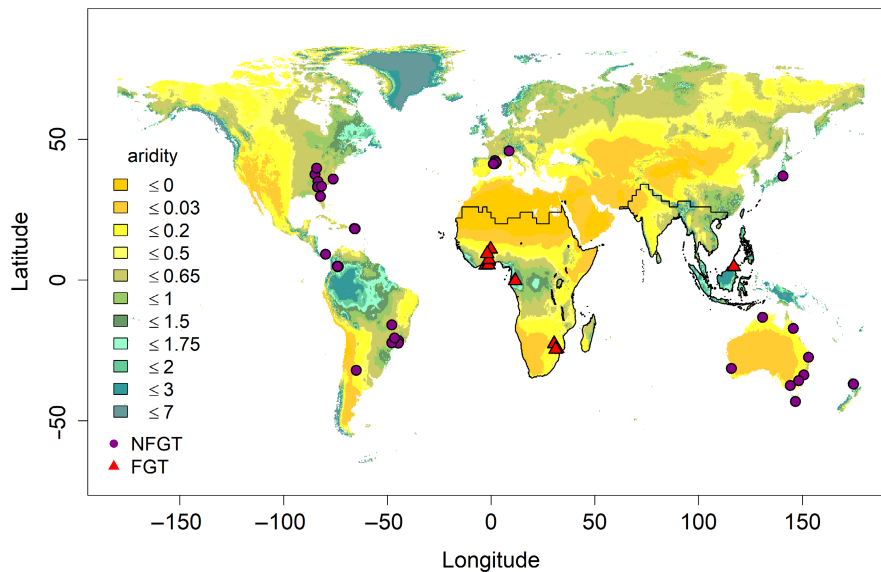 50
0
−50
Latitude
aridity
≤ 0
≤ 0.03
≤ 0.2
≤ 0.5
≤ 0.65
≤ 1
≤ 1.5
≤ 1.75
≤ 2
≤ 3
≤ 7
NFGT
FGT
−150 −100 −50 0 50 100 150
Longitude